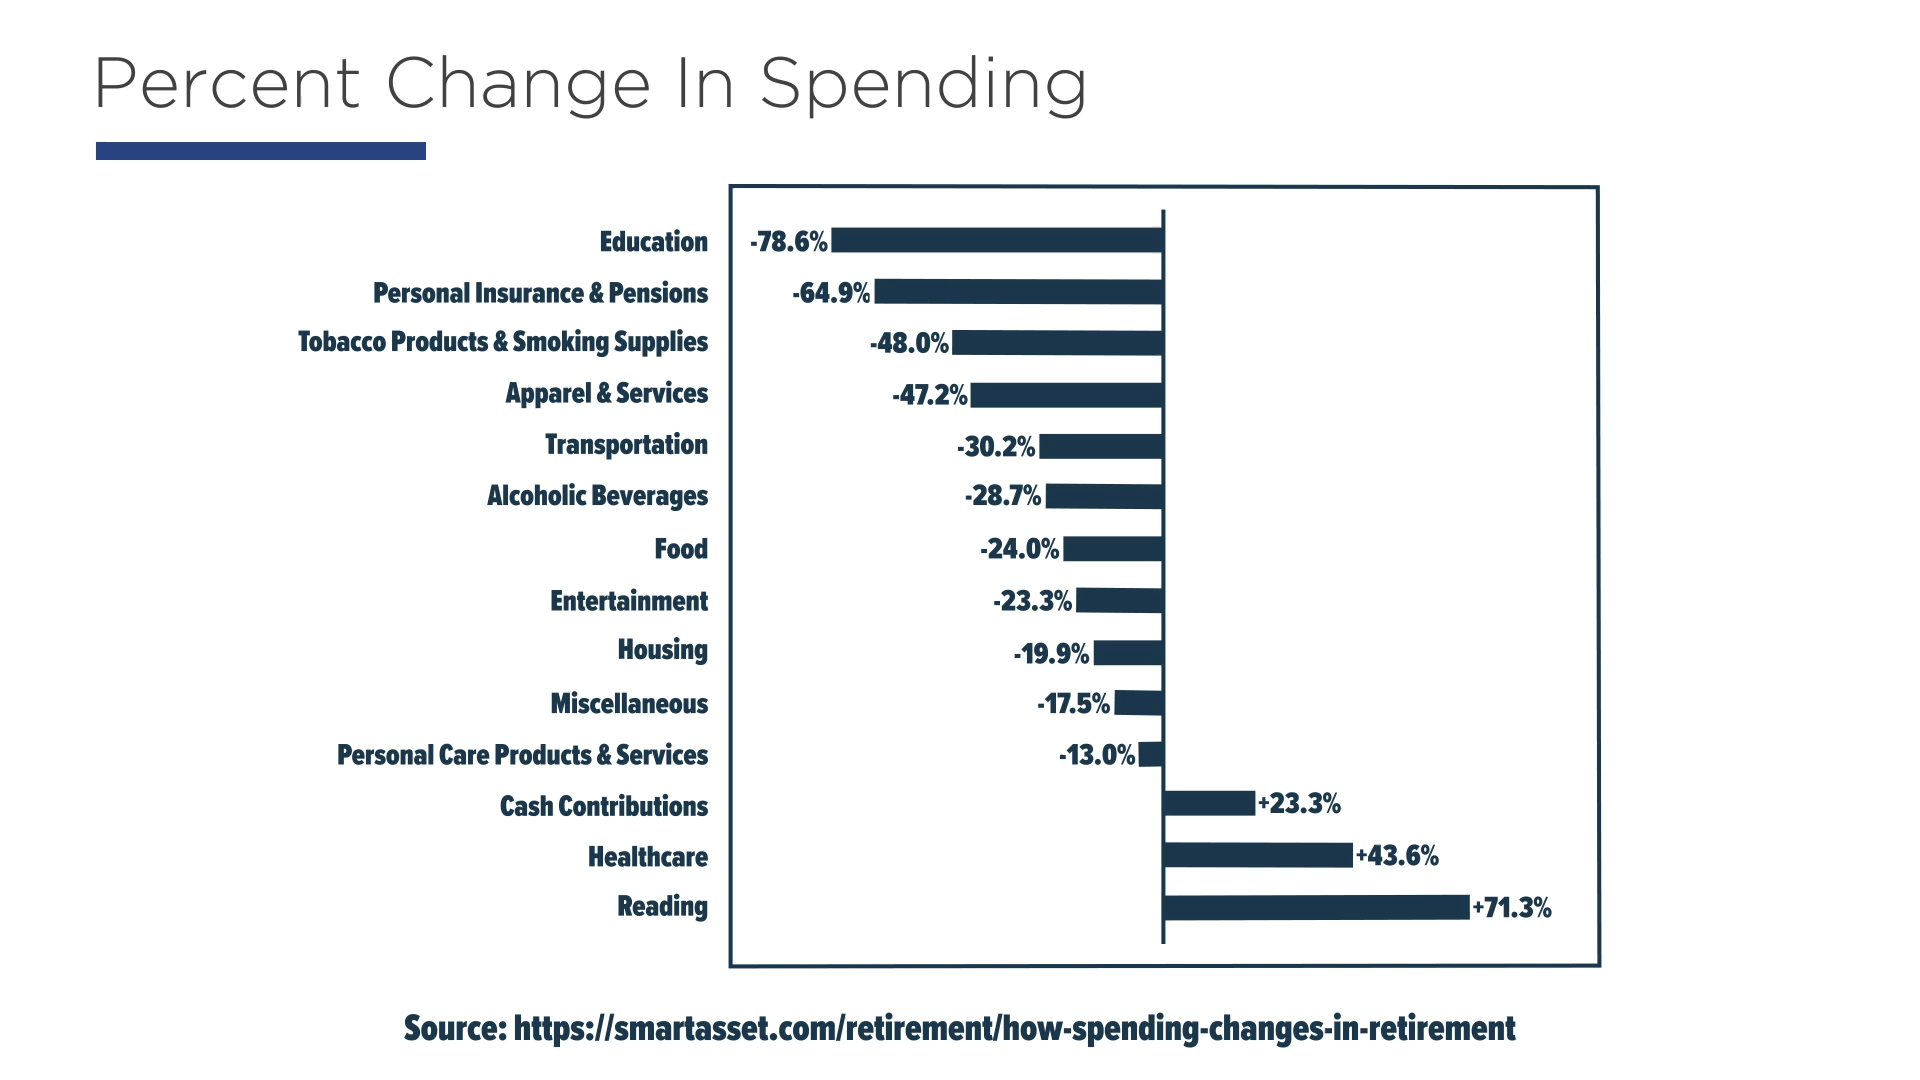 Percent Change In Spending
Education -78.6%
Personal Insurance & Pensions -64.9%
Tobacco Products & Smoking Supplies -48.0%
Apparel & Services -47.2%
Transportation -30.2%
Alcoholic Beverages -28.7%
Food -24.0%
Entertainment -23.3%
Housing -19.9%
Miscellaneous -17.5%
Personal Care Products & Services -13.0%
Cash Contributions +23.3%
Healthcare +43.6%
Reading +71.3%
Source: https://smartasset.com/retirement/how-spending-changes-in-retirement